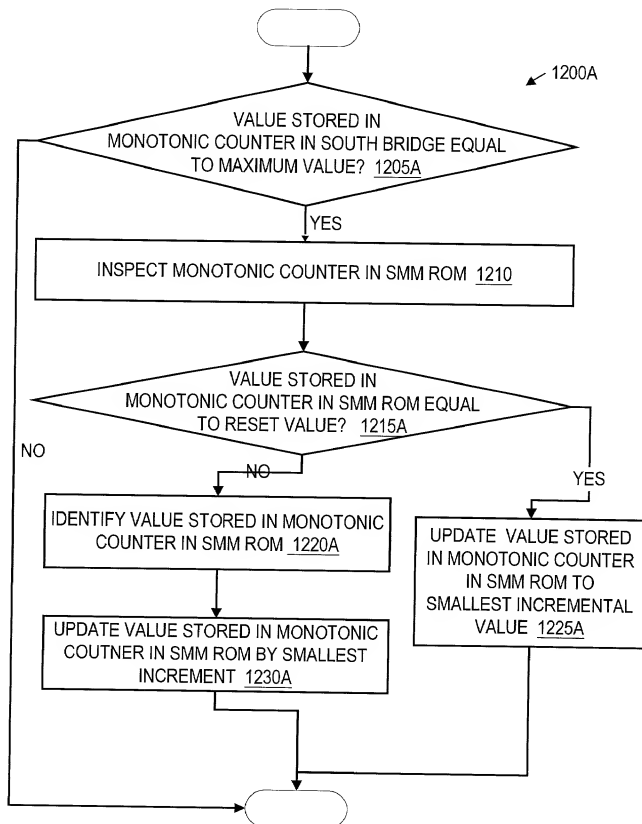 1200A
VALUE STORED IN
MONOTONIC COUNTER IN SOUTH BRIDGE EQUAL
TO MAXIMUM VALUE? 1205A
YES
INSPECT MONOTONIC COUNTER IN SMM ROM 1210
VALUE STORED IN
MONOTONIC COUNTER IN SMM ROM EQUAL
TO RESET VALUE? 1215A
NO
NO
YES
IDENTIFY VALUE STORED IN MONOTONIC
COUNTER IN SMM ROM 1220A
UPDATE VALUE STORED
IN MONOTONIC COUNTER
IN SMM ROM TO
SMALLEST INCREMENTAL
VALUE 1225A
UPDATE VALUE STORED IN MONOTONIC
COUTNER IN SMM ROM BY SMALLEST
INCREMENT 1230A